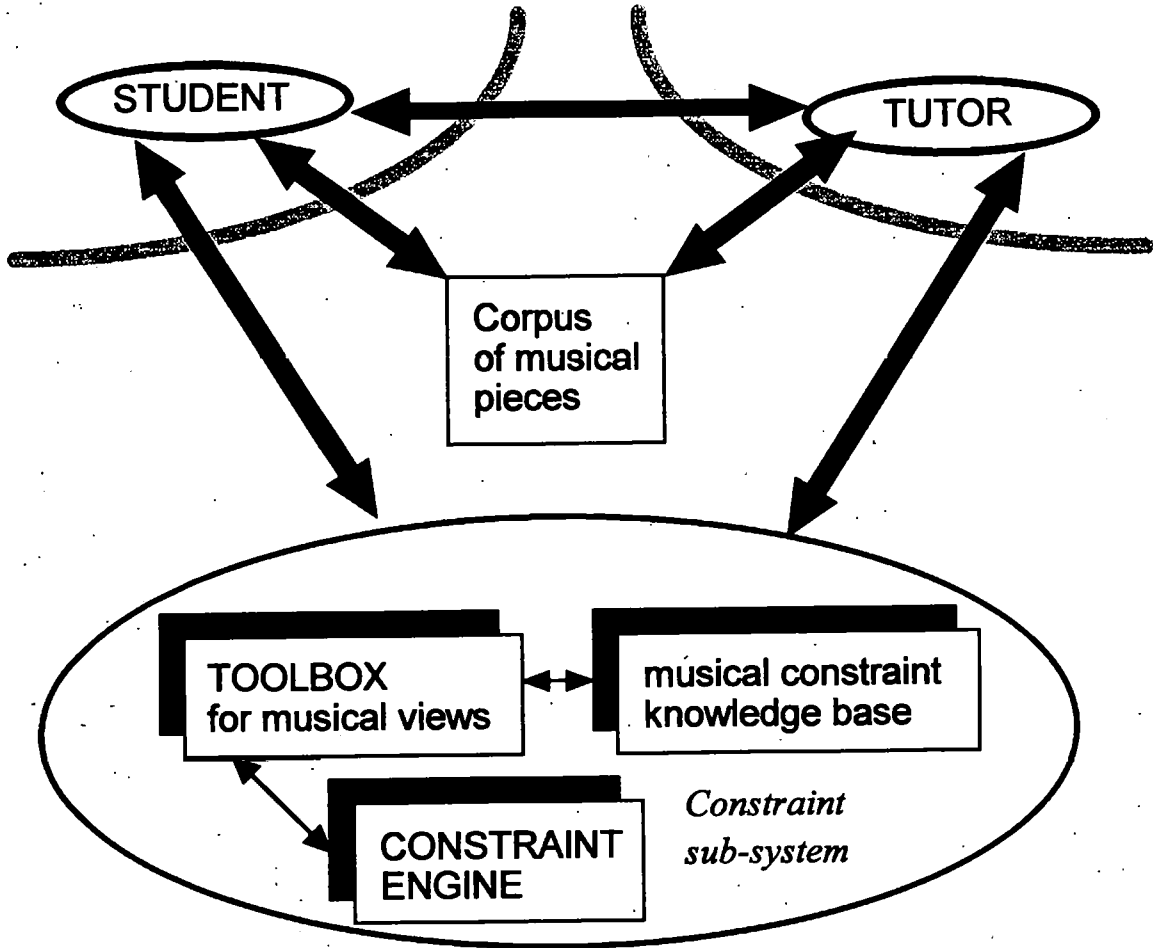 STUDENT
TUTOR
Corpus
of musical
pieces
TOOLBOX
for musical views
musical constraint
knowledge base
CONSTRAINT
ENGINE
Constraint
sub-system